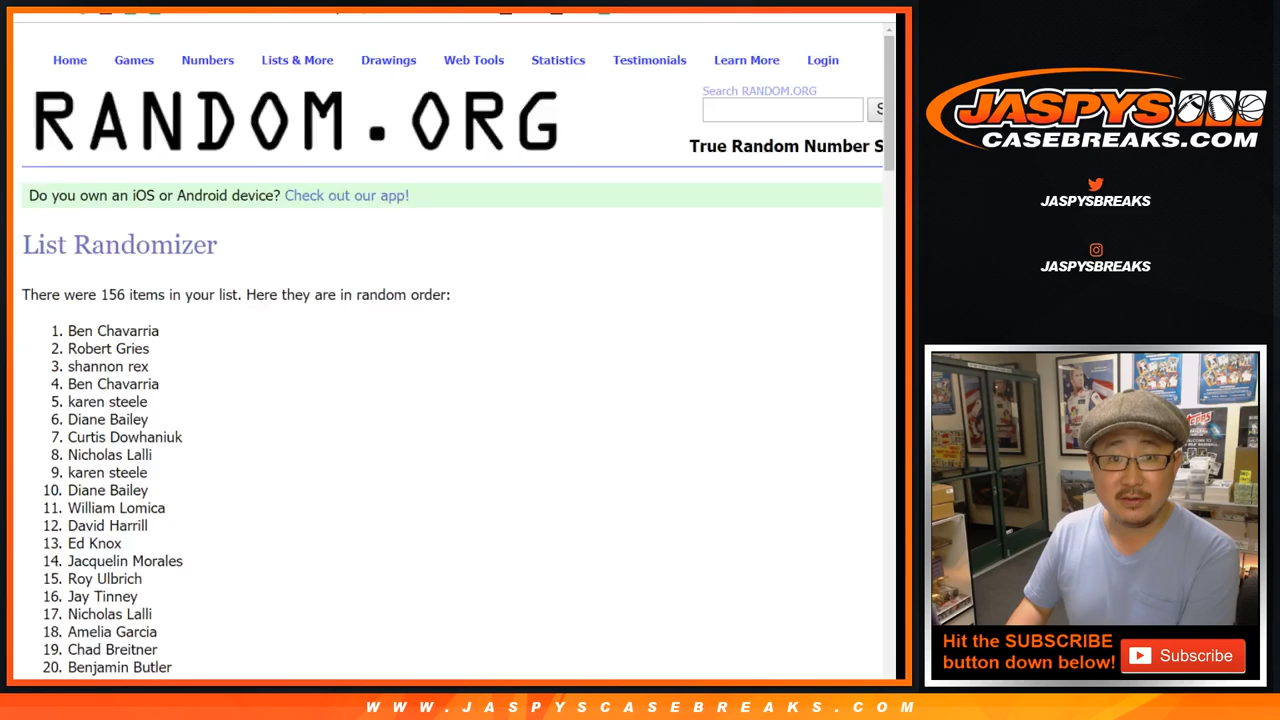 Home Games Numbers Lists & More Drawings Web Tools Statistics Testimonials Learn More Login
RANDOM.ORG
Search RANDOM.ORG
S
True Random Number S
Do you own an iOS or Android device? Check out our app!
List Randomizer
There were 156 items in your list. Here they are in random order:
1. Ben Chavarria
2. Robert Gries
3. shannon rex
4. Ben Chavarria
5. karen steele
6. Diane Bailey
7. Curtis Dowhaniuk
8. Nicholas Lalli
9. karen steele
10. Diane Bailey
11. William Lomica
12. David Harrill
13. Ed Knox
14. Jacquelin Morales
15. Roy Ulbrich
16. Jay Tinney
17. Nicholas Lalli
18. Amelia Garcia
19. Chad Breitner
20. Benjamin Butler
JASPYS
CASEBREAKS.COM
JASPYSBREAKS
JASPYSBREAKS
TOPPS
Hit the SUBSCRIBE
button down below!
Subscribe
WWW.JASPYSCASEBREAKS.COM